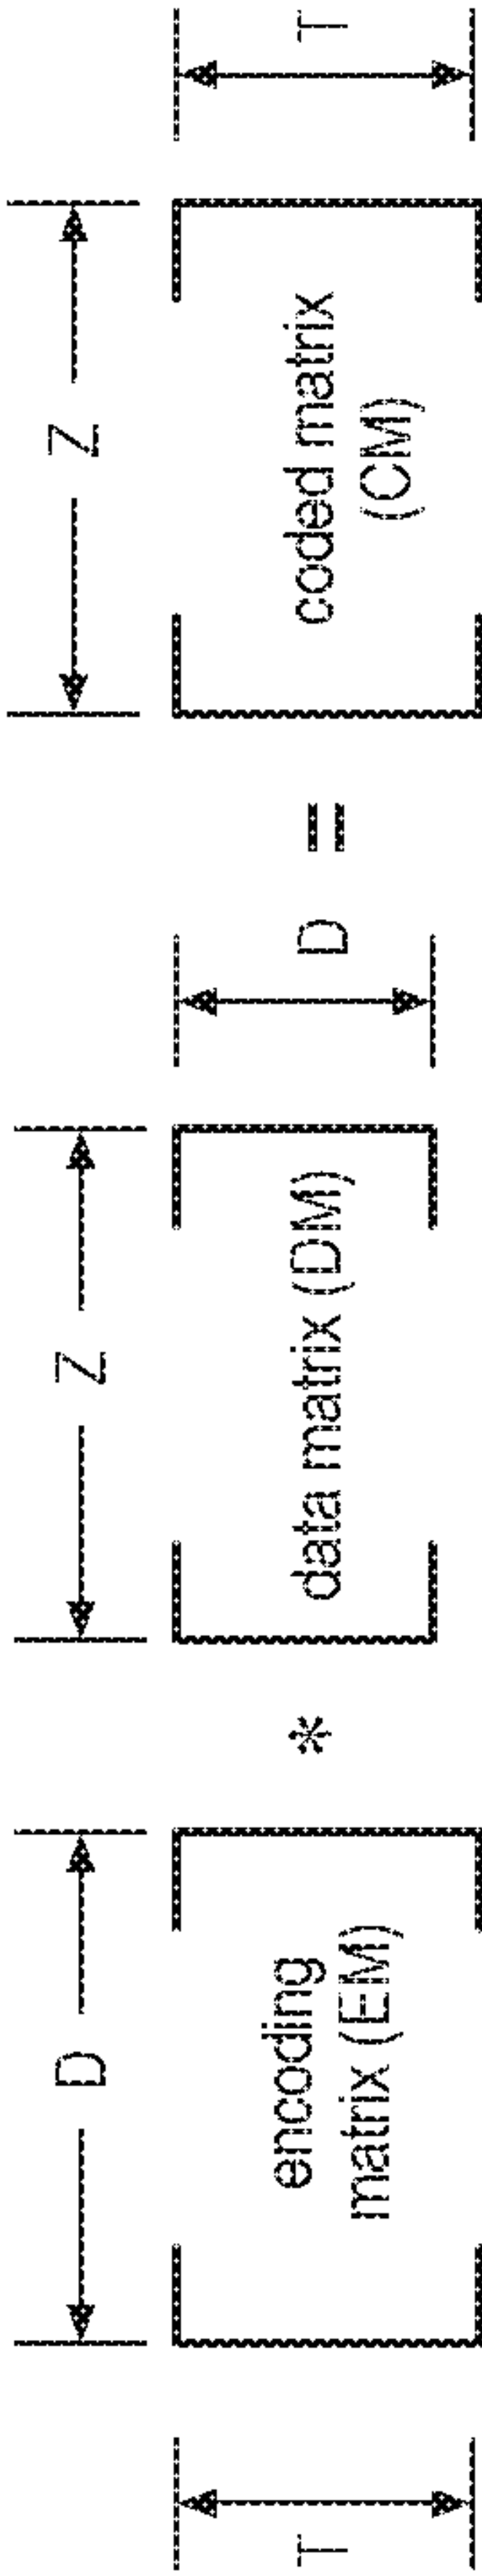 T
D
encoding
matrix (EM)
*
Z
data matrix (DM)
D
=
Z
coded matrix
(CM)
T